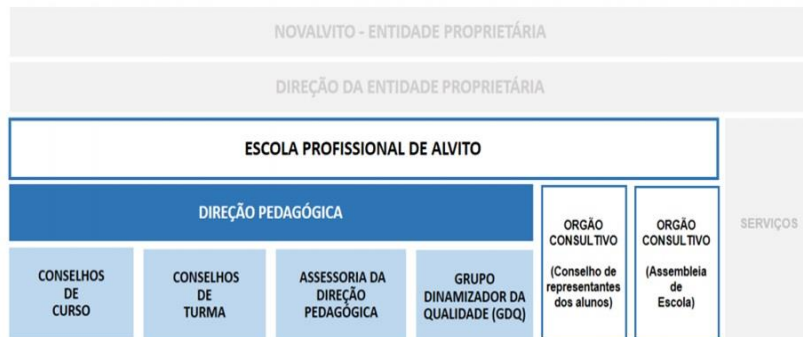 NOVALVITO - ENTIDADE PROPRIETÁRIA
DIREÇÃO DA ENTIDADE PROPRIETÁRIA
ESCOLA PROFISSIONAL DE ALVITO
DIREÇÃO PEDAGÓGICA
CONSELHOS
DE
CURSO
CONSELHOS
DE
TURMA
ASSESSORIA DA
DIREÇÃO
PEDAGÓGICA
GRUPO
DINAMIZADOR DA
QUALIDADE (GDQ)
ORGÃO
CONSULTIVO
(Conselho de
representantes
dos alunos)
ORGÃO
CONSULTIVO
(Assembleia
de
Escola)
SERVIÇOS